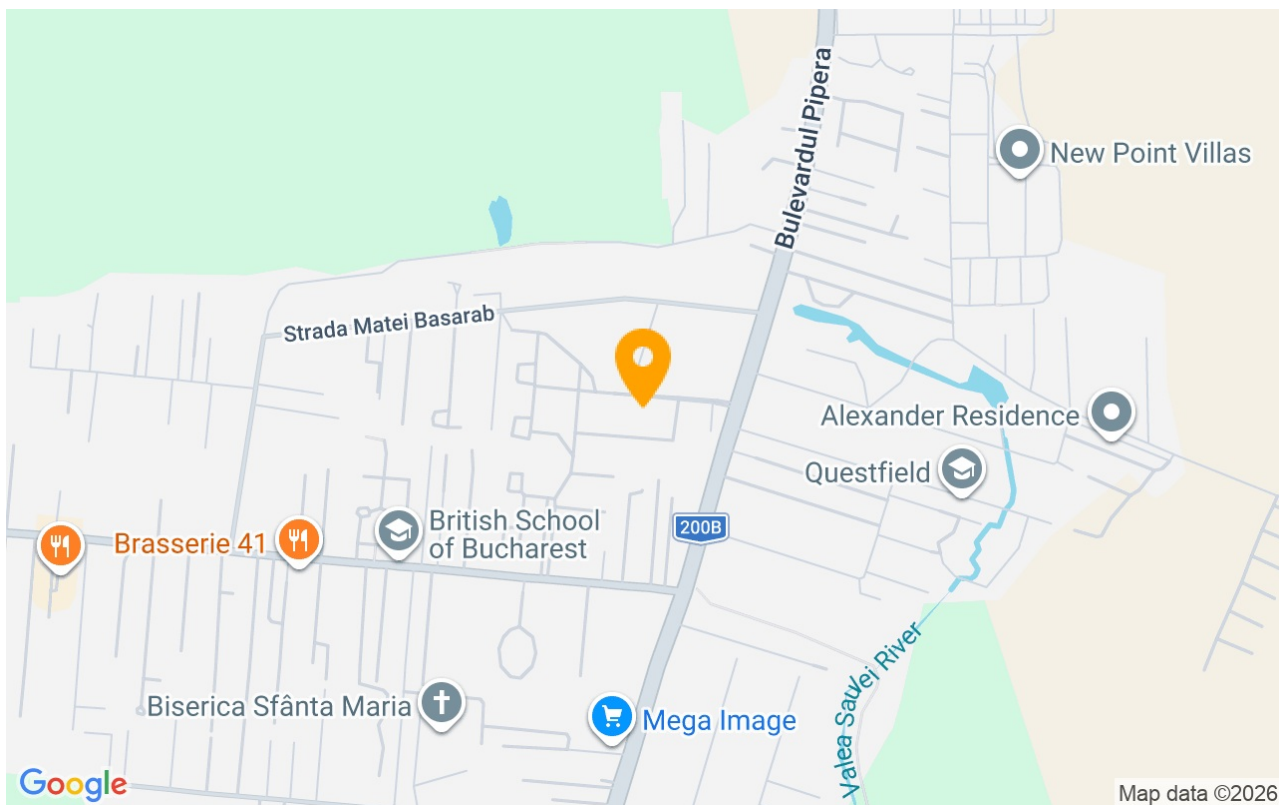 Bulevardul Pipera
New Point Villas
Strada Matei Basarab
Alexander Residence
Questfield
British School
of Bucharest
200B
Brasserie 41
Valea Saulei River
Biserica Sfânta Maria
Mega Image
Google
Map data ©2026